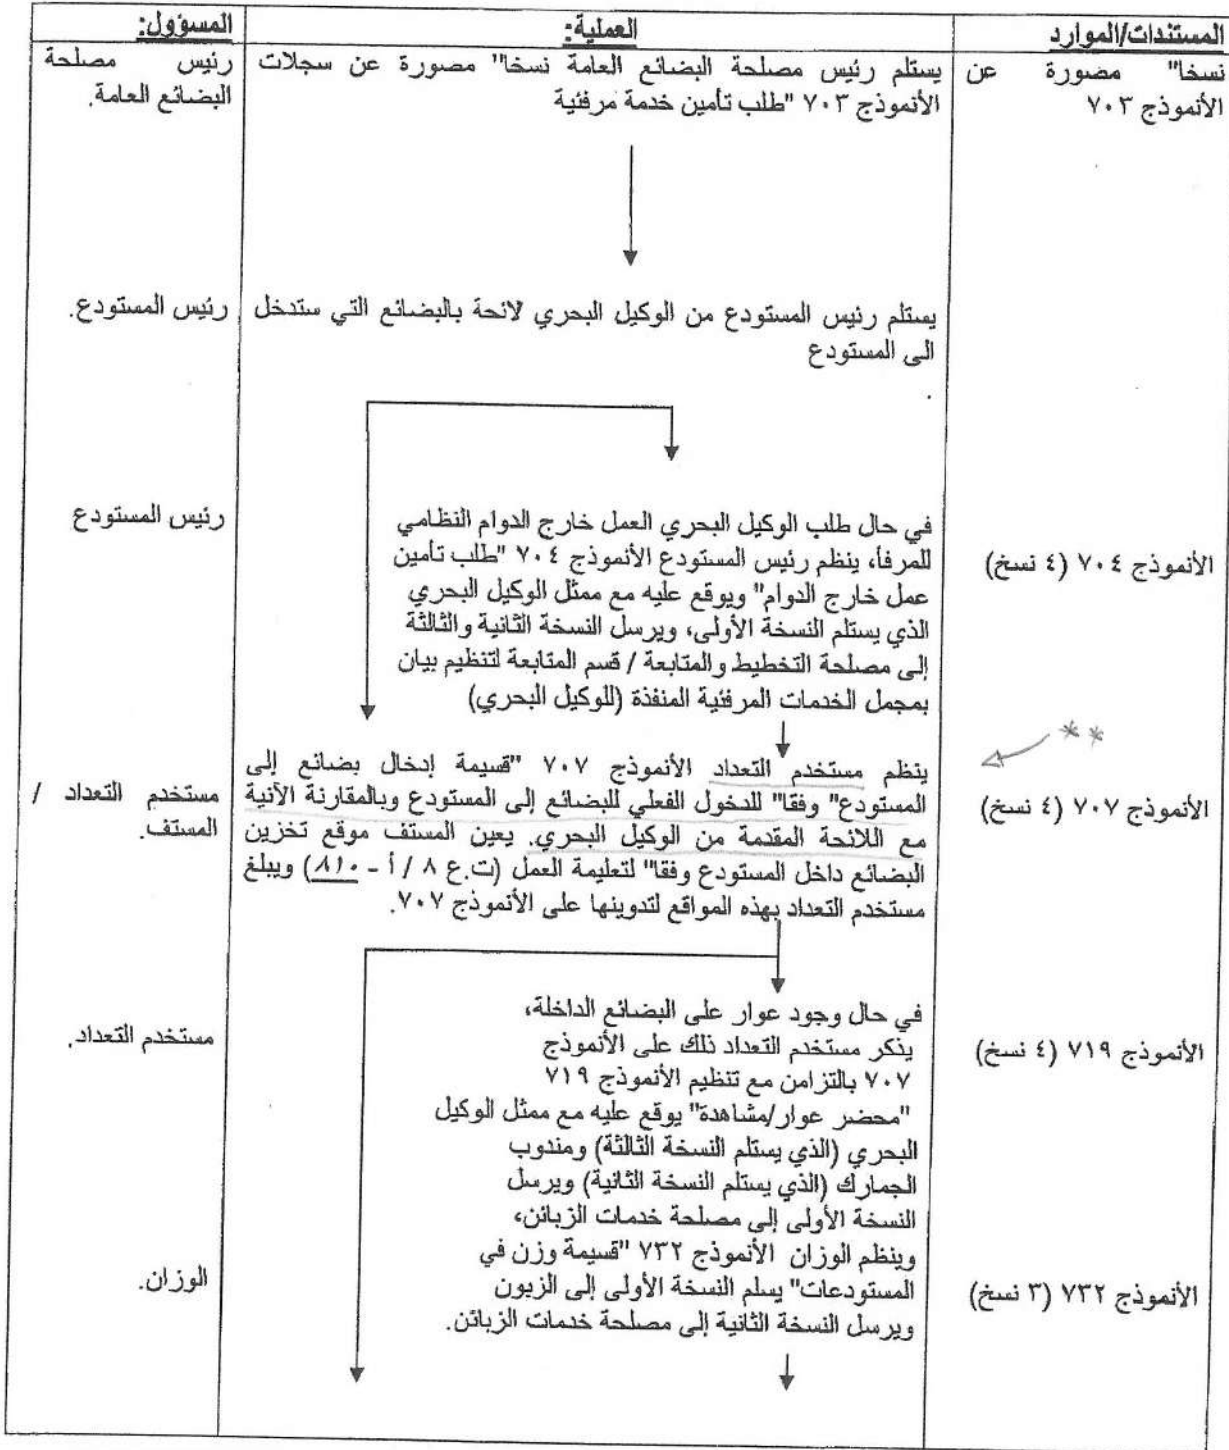 المستندات/الموارد
العملية:
المسؤول:
نسخا" مصورة عن
الأنموذج ٧٠٣
يستلم رئيس مصلحة البضائع العامة نسخا" مصورة عن سجلات
الأنموذج ٧٠٣ "طلب تأمين خدمة مرفئية
رئيس مصلحة
البضائع العامة.
يستلم رئيس المستودع من الوكيل البحري لائحة بالبضائع التي ستدخل
الى المستودع
.
رئيس المستودع.
الأنموذج ٧٠٤ (٤ نسخ)
في حال طلب الوكيل البحري العمل خارج الدوام النظامي
للمرفأ، ينظم رئيس المستودع الأنموذج ٧٠٤ "طلب تأمين
عمل خارج الدوام" ويوقع عليه مع ممثل الوكيل البحري
الذي يستلم النسخة الأولى، ويرسل النسخة الثانية والثالثة
إلى مصلحة التخطيط والمتابعة / قسم المتابعة لتنظيم بيان
بمجمل الخدمات المرفئية المنفذة (للوكيل البحري)
رئيس المستودع
**
الأنموذج ٧٠٧ (٤ نسخ)
ينظم مستخدم التعداد الأنموذج ٧٠٧ "قسيمة إدخال بضائع إلى
المستودع" وفقا" للدخول الفعلي للبضائع إلى المستودع وبالمقارنة الآنية
مع اللائحة المقدمة من الوكيل البحري. يعين المستف موقع تخزين
البضائع داخل المستودع وفقا" لتعليمة العمل (ت.ع ٨ / أ - ٨١٠) ويبلغ
مستخدم التعداد بهذه المواقع لتدوينها على الأنموذج ٧٠٧.
مستخدم التعداد /
المستف.
الأنموذج ٧١٩ (٤ نسخ)
في حال وجود عوار على البضائع الداخلة،
يذكر مستخدم التعداد ذلك على الأنموذج
٧٠٧ بالتزامن مع تنظيم الأنموذج ٧١٩
"محضر عوار/مشاهدة" يوقع عليه مع ممثل الوكيل
البحري (الذي يستلم النسخة الثالثة) ومندوب
الجمارك (الذي يستلم النسخة الثانية) ويرسل
النسخة الأولى إلى مصلحة خدمات الزبائن،
وينظم الوزان الأنموذج ٧٣٢ "قسيمة وزن في
المستودعات" يسلم النسخة الأولى إلى الزبون
ويرسل النسخة الثانية إلى مصلحة خدمات الزبائن.
مستخدم التعداد.
الأنموذج ٧٣٢ (٣ نسخ)
الوزان.